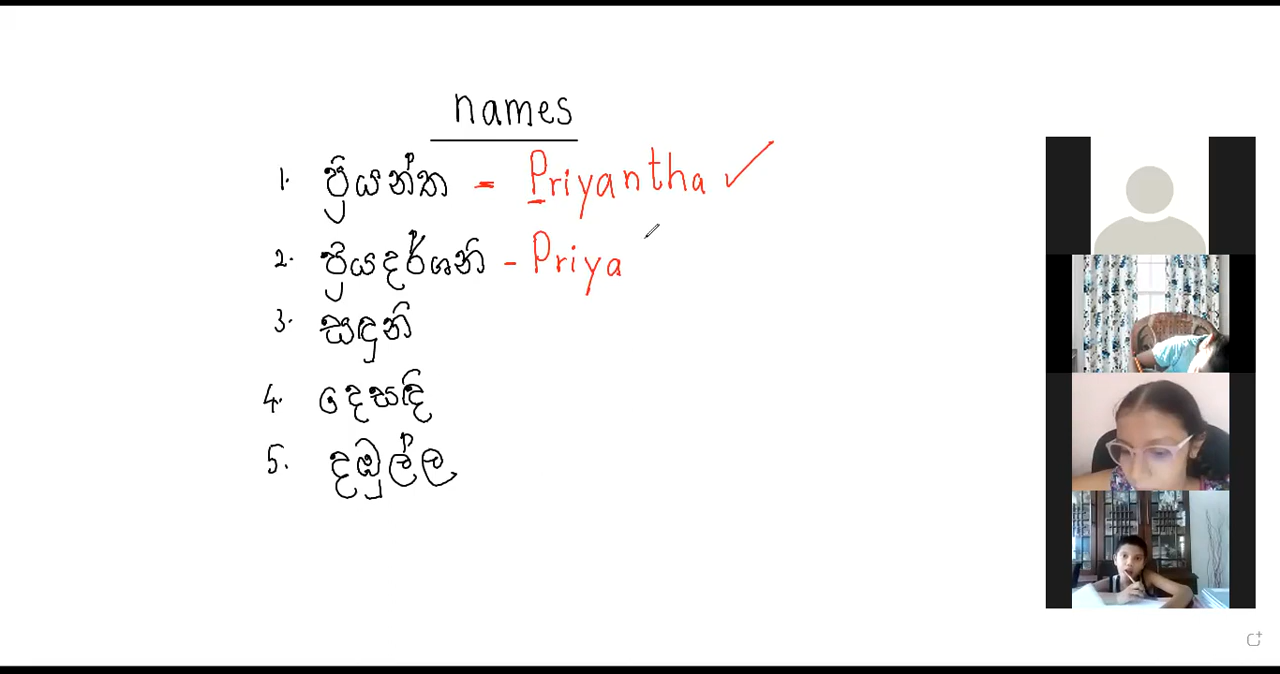 names
1. ප්‍රියන්ත - Priyantha ✓
2. ප්‍රියදර්ශනි - Priya
3. සඳුනි
4. දෙසඳි
5. දඹුල්ල